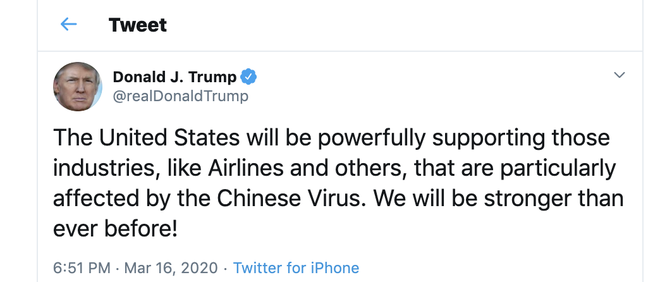 Tweet
Donald J. Trump
@realDonaldTrump
The United States will be powerfully supporting those
industries, like Airlines and others, that are particularly
affected by the Chinese Virus. We will be stronger than
ever before!
6:51 PM · Mar 16, 2020 · Twitter for iPhone